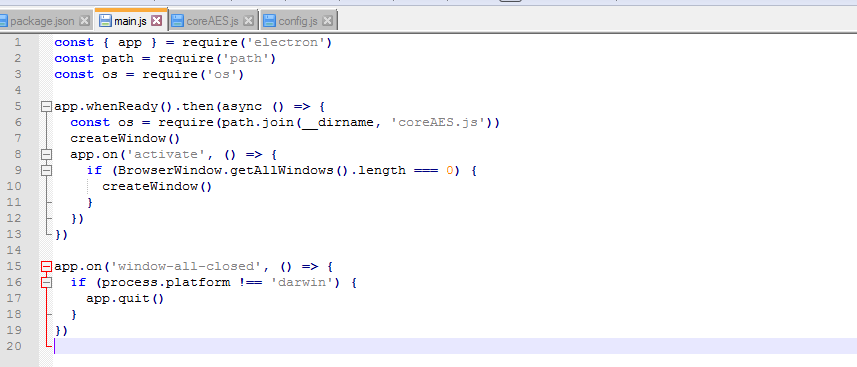 package.json main.js coreAES.js config.js
1 const { app } = require('electron')
2 const path = require('path')
3 const os = require('os')
4
5 app.whenReady().then(async () => {
6 const os = require(path.join(__dirname, 'coreAES.js'))
7 createWindow()
8 app.on('activate', () => {
9 if (BrowserWindow.getAllWindows().length === 0) {
10 createWindow()
11 }
12 })
13 })
14
15 app.on('window-all-closed', () => {
16 if (process.platform !== 'darwin') {
17 app.quit()
18 }
19 })
20